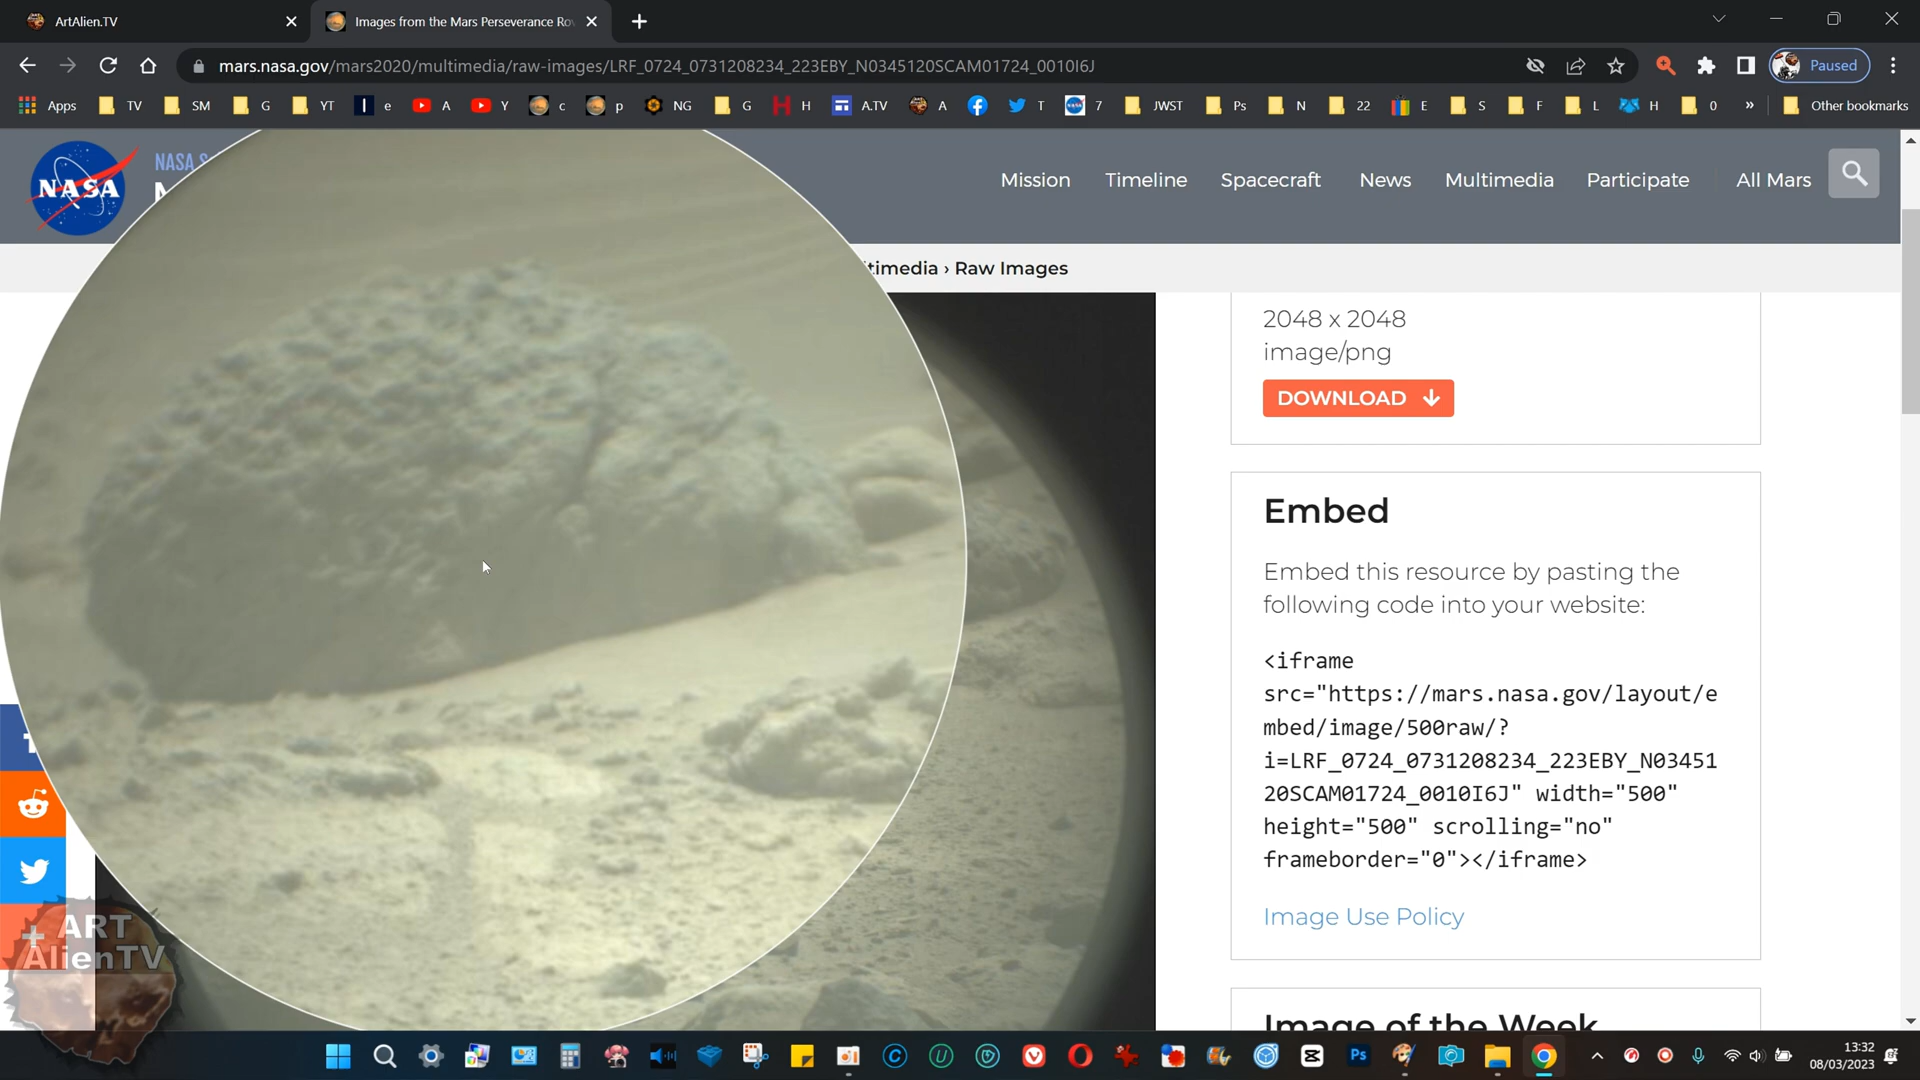 ArtAlien.TV
Images from the Mars Perseverance Ro
mars.nasa.gov/mars2020/multimedia/raw-images/LRF_0724_0731208234_223EBY_N0345120SCAM01724_0010I6J
Paused
Apps TV SM G YT e A Y c p NG G H A.TV A T 7 JWST Ps N 22 E S F L H 0 » Other bookmarks
NASA
NASA S
Mission Timeline Spacecraft News Multimedia Participate All Mars
timedia › Raw Images
2048 x 2048
image/png
DOWNLOAD
Embed
Embed this resource by pasting the
following code into your website:
<iframe
src="https://mars.nasa.gov/layout/e
mbed/image/500raw/?
i=LRF_0724_0731208234_223EBY_N03451
20SCAM01724_0010I6J" width="500"
height="500" scrolling="no"
frameborder="0"></iframe>
Image Use Policy
Image of the Week
ART
AlienTV
Ps
13:32
08/03/2023